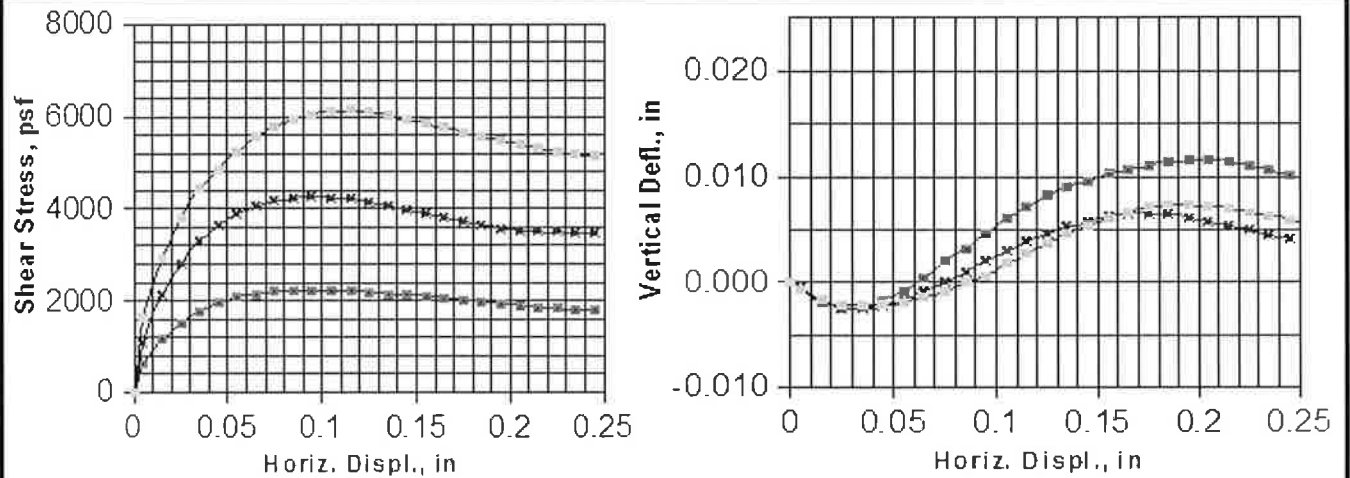 8000
6000
4000
2000
0
Shear Stress, psf
0 0.05 0.1 0.15 0.2 0.25
Horiz. Displ., in
0.020
0.010
0.000
-0.010
Vertical Defl., in
0 0.05 0.1 0.15 0.2 0.25
Horiz. Displ., in